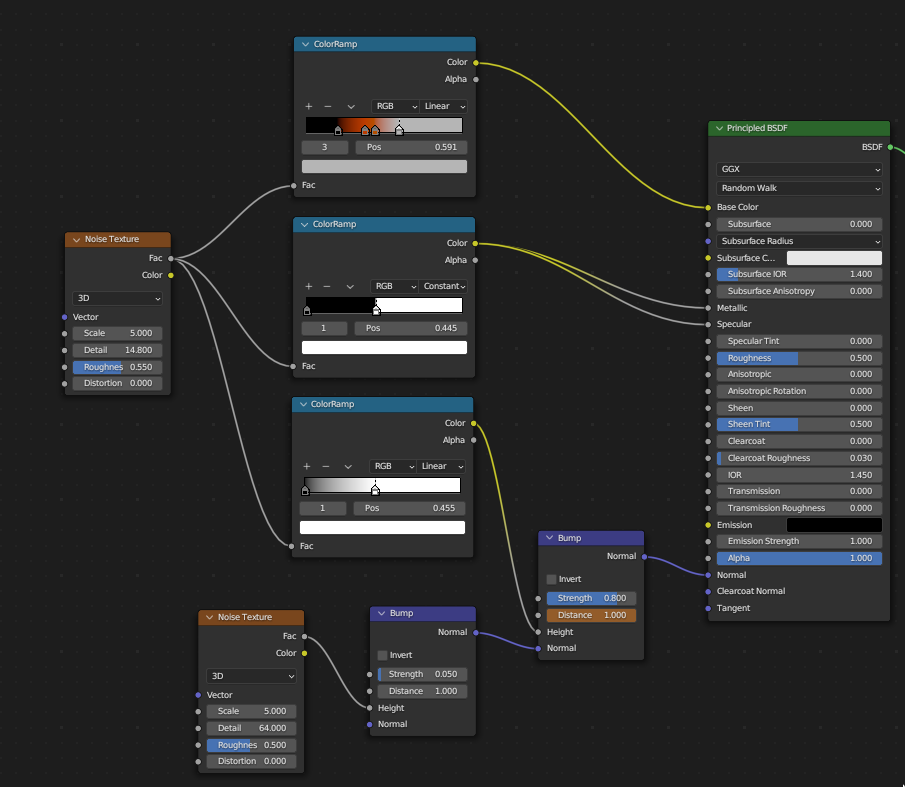 ColorRamp
Color
Alpha
RGB
Linear
3
Pos
0.591
Fac
Noise Texture
Fac
Color
3D
Vector
Scale 5.000
Detail 14.800
Roughnes 0.550
Distortion 0.000
ColorRamp
Color
Alpha
RGB
Constant
1
Pos
0.445
Fac
ColorRamp
Color
Alpha
RGB
Linear
1
Pos
0.455
Fac
Noise Texture
Fac
Color
3D
Vector
Scale 5.000
Detail 64.000
Roughnes 0.500
Distortion 0.000
Bump
Normal
Invert
Strength 0.050
Distance 1.000
Height
Normal
Bump
Normal
Invert
Strength 0.800
Distance 1.000
Height
Normal
Principled BSDF
BSDF
GGX
Random Walk
Base Color
Subsurface 0.000
Subsurface Radius
Subsurface C...
Subsurface IOR 1.400
Subsurface Anisotropy 0.000
Metallic
Specular
Specular Tint 0.000
Roughness 0.500
Anisotropic 0.000
Anisotropic Rotation 0.000
Sheen 0.000
Sheen Tint 0.500
Clearcoat 0.000
Clearcoat Roughness 0.030
IOR 1.450
Transmission 0.000
Transmission Roughness 0.000
Emission
Emission Strength 1.000
Alpha 1.000
Normal
Clearcoat Normal
Tangent